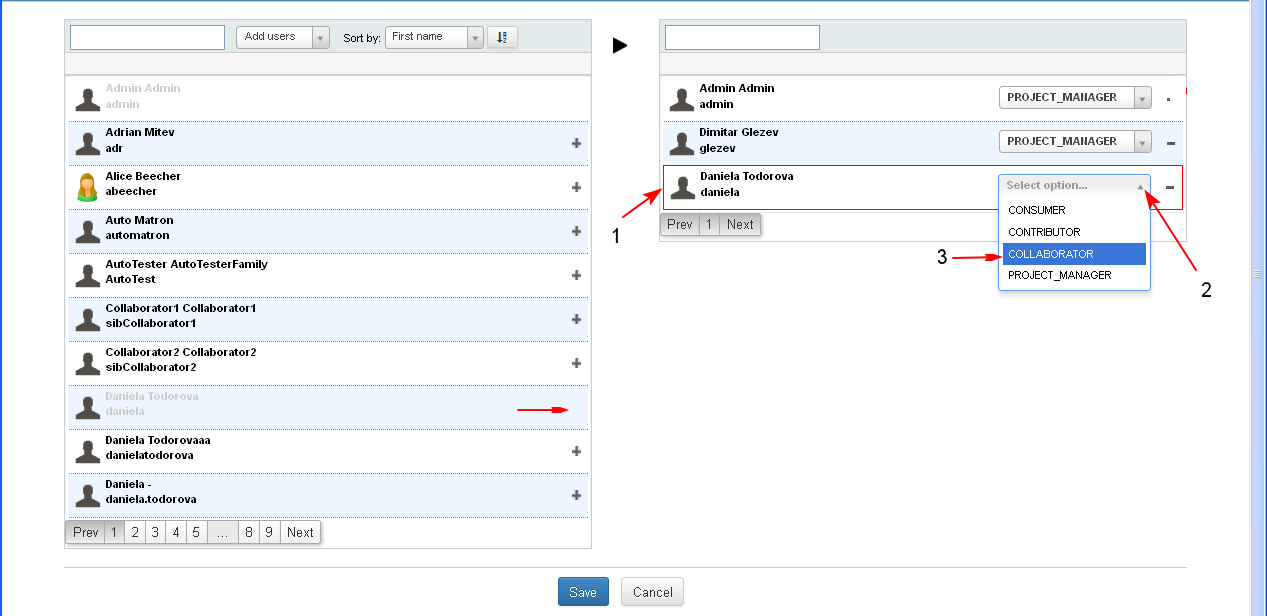 Add users Sort by: First name
Admin Admin
admin
Adrian Mitev
adr
Alice Beecher
abeecher
Auto Matron
automatron
AutoTester AutoTesterFamily
AutoTest
Collaborator1 Collaborator1
sibCollaborator1
Collaborator2 Collaborator2
sibCollaborator2
Daniela Todorova
daniela
Daniela Todorovaaa
danielatodorova
Daniela -
daniela.todorova
Prev 1 2 3 4 5 ... 8 9 Next
Admin Admin
admin
PROJECT_MANAGER
Dimitar Glezev
glezev
PROJECT_MANAGER
Daniela Todorova
daniela
Select option...
CONSUMER
CONTRIBUTOR
COLLABORATOR
PROJECT_MANAGER
Prev 1 Next
1
2
3
Save Cancel